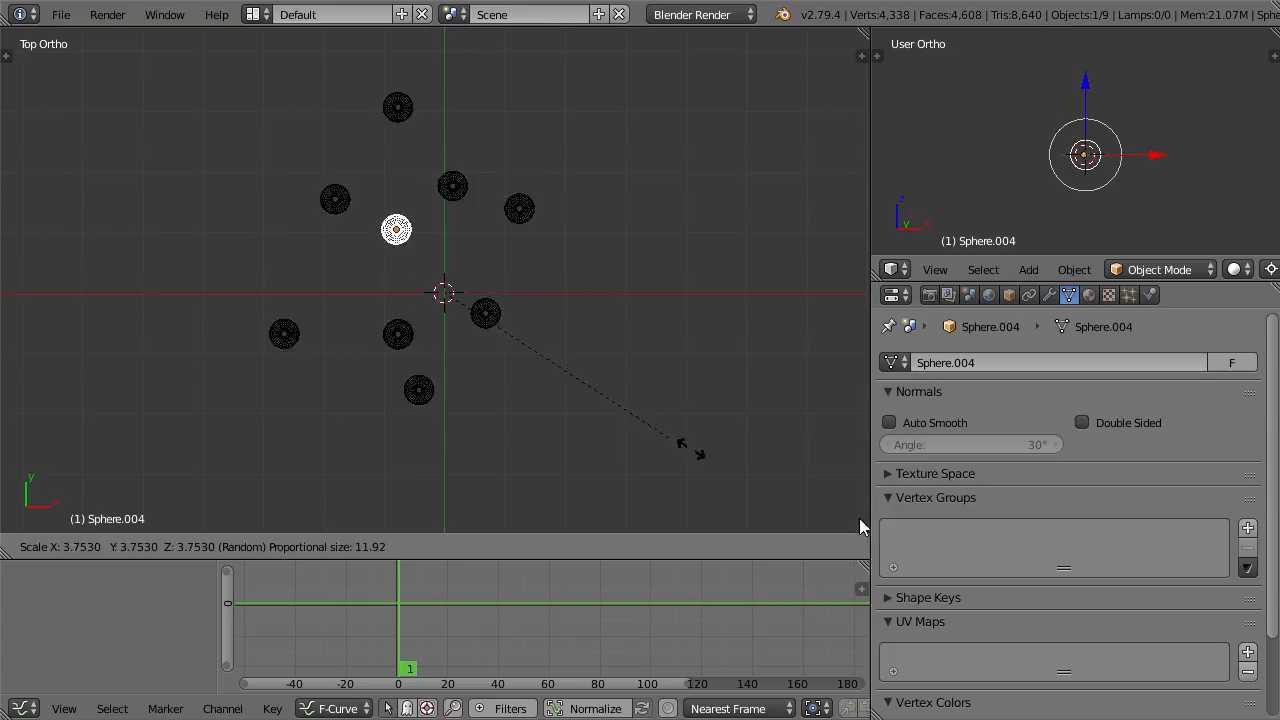 File Render Window Help Default Scene Blender Render v2.79.4 | Verts:4,338 | Faces:4,608 | Tris:8,640 | Objects:1/9 | Lamps:0/0 | Mem:21.07M | Sphe
Top Ortho
User Ortho
z
y x
(1) Sphere.004
View Select Add Object Object Mode
Sphere.004 Sphere.004
Sphere.004 F
Normals
Auto Smooth Double Sided
Angle: 30°
Texture Space
Vertex Groups
Shape Keys
UV Maps
Vertex Colors
y
x
(1) Sphere.004
Scale X: 3.7530 Y: 3.7530 Z: 3.7530 (Random) Proportional size: 11.92
0
1
-40 -20 0 20 40 60 80 100 120 140 160 180
View Select Marker Channel Key F-Curve Filters Normalize Nearest Frame